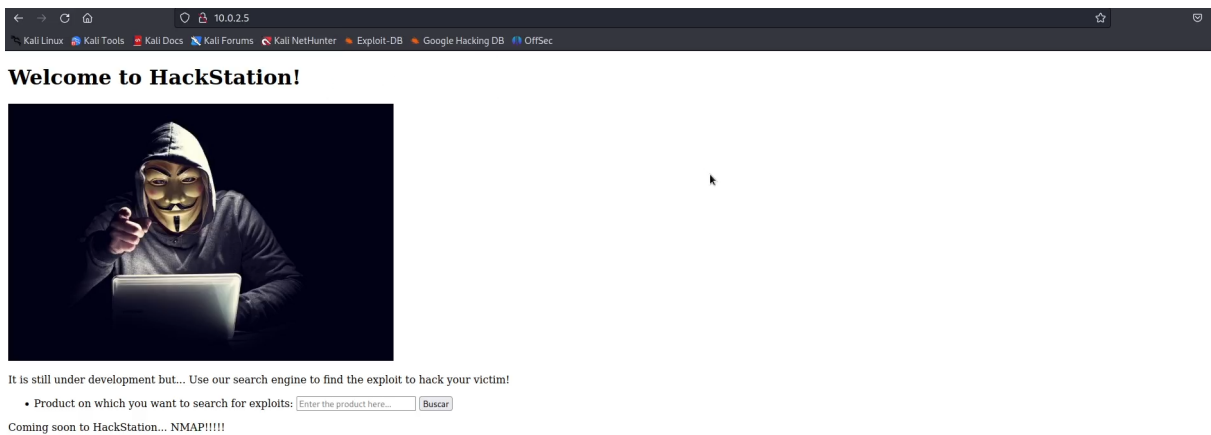 10.0.2.5
Kali Linux Kali Tools Kali Docs Kali Forums Kali NetHunter Exploit-DB Google Hacking DB OffSec
Welcome to HackStation!
It is still under development but... Use our search engine to find the exploit to hack your victim!
• Product on which you want to search for exploits: Enter the product here... Buscar
Coming soon to HackStation... NMAP!!!!!